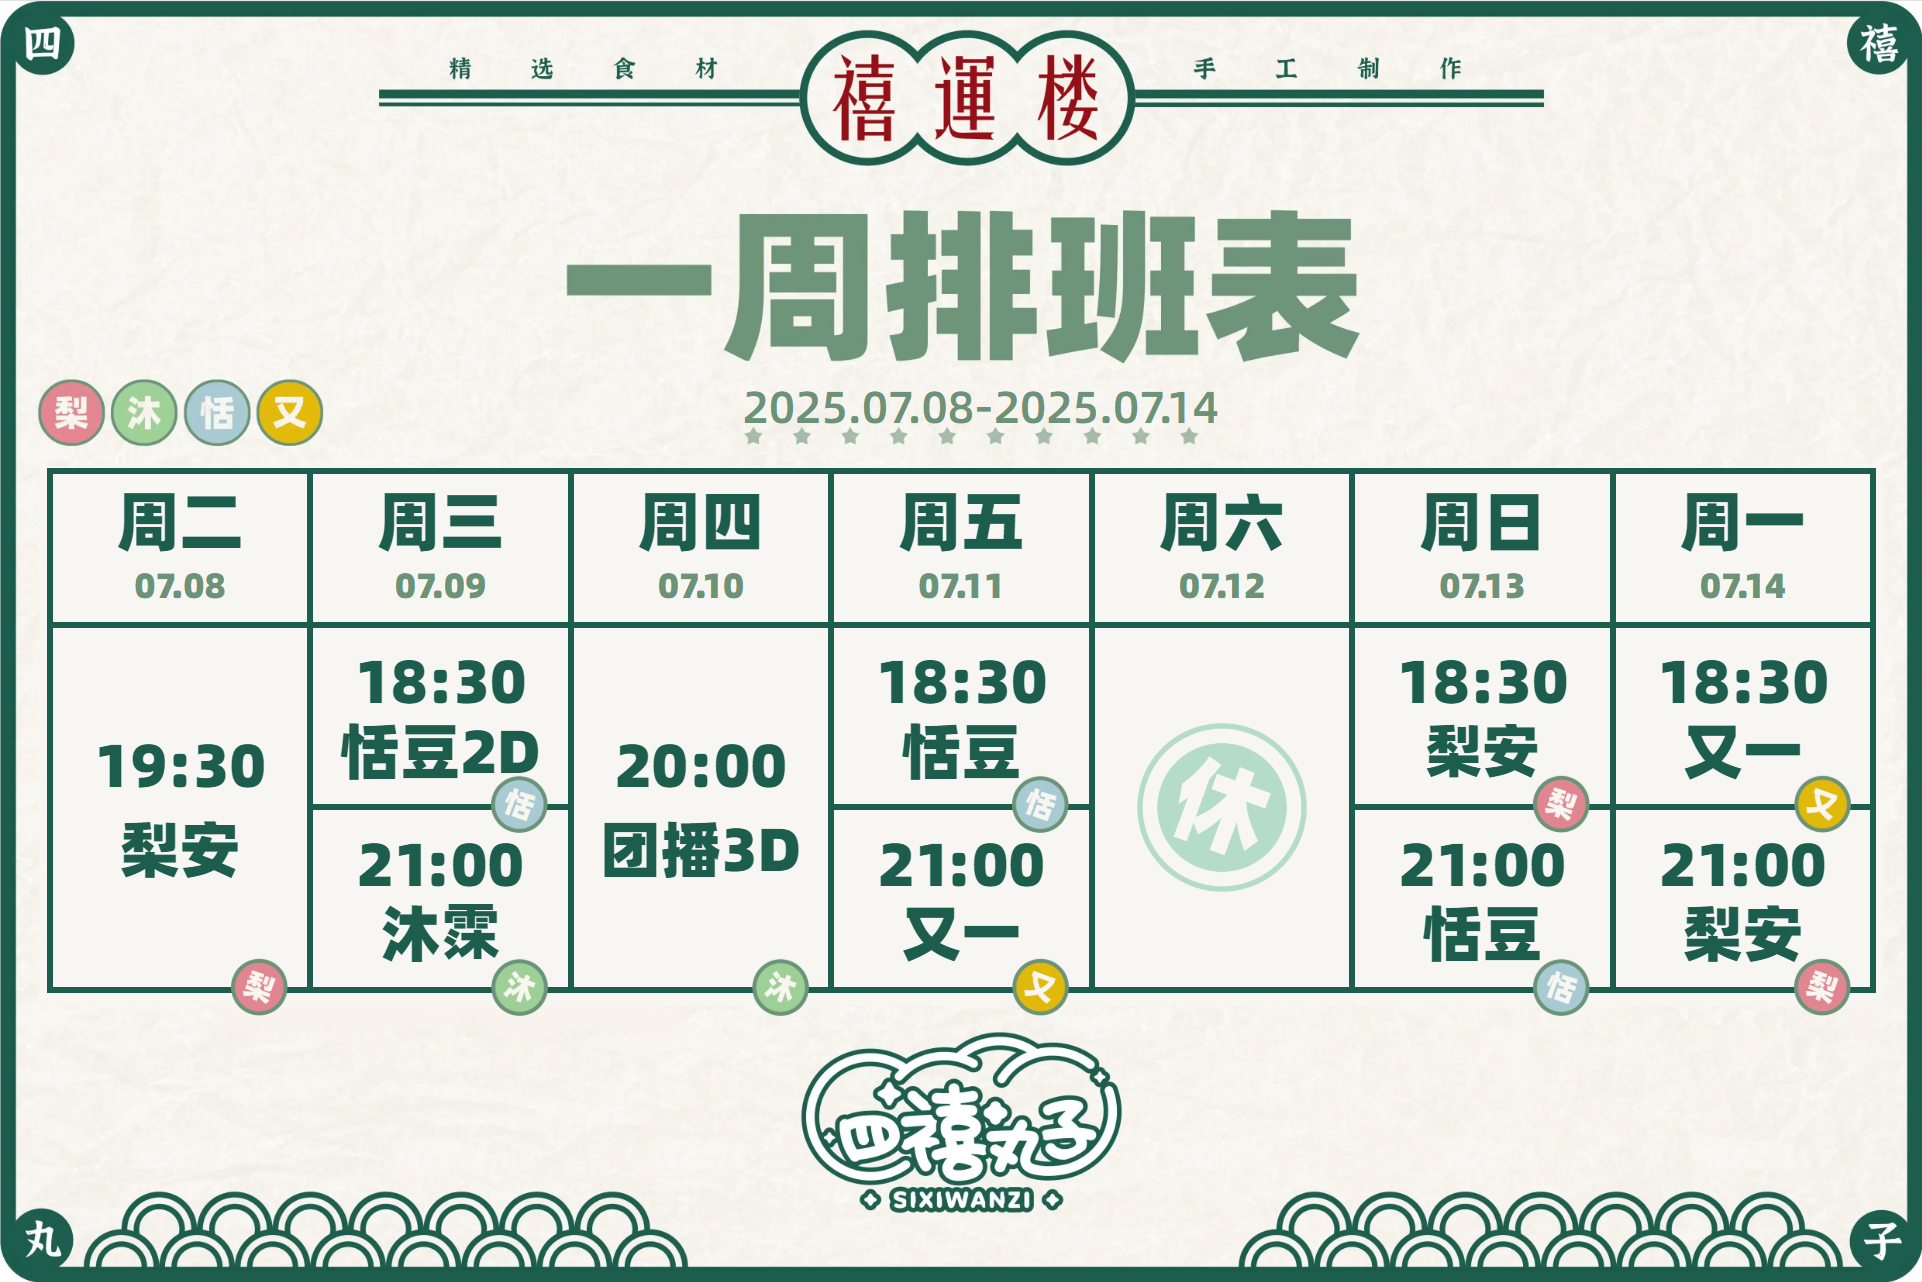 四
禧
精选食材
禧運楼
手工制作
一周排班表
2025.07.08-2025.07.14
梨 沐 恬 又
周二 周三 周四 周五 周六 周日 周一
07.08 07.09 07.10 07.11 07.12 07.13 07.14
19:30
梨安
梨
18:30
恬豆2D
恬
21:00
沐霂
沐
20:00
团播3D
沐
18:30
恬豆
恬
21:00
又一
又
休
18:30
梨安
梨
21:00
恬豆
恬
18:30
又一
又
21:00
梨安
梨
四禧丸子
SIXIWANZI
丸
子